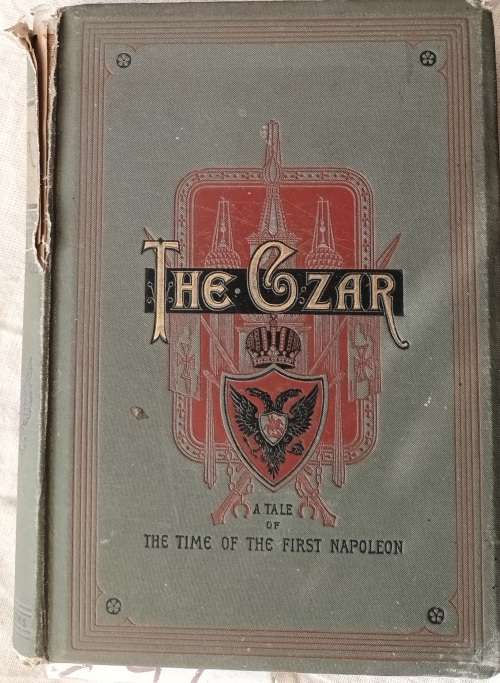 THE CZAR
A TALE
OF
THE TIME OF THE FIRST NAPOLEON